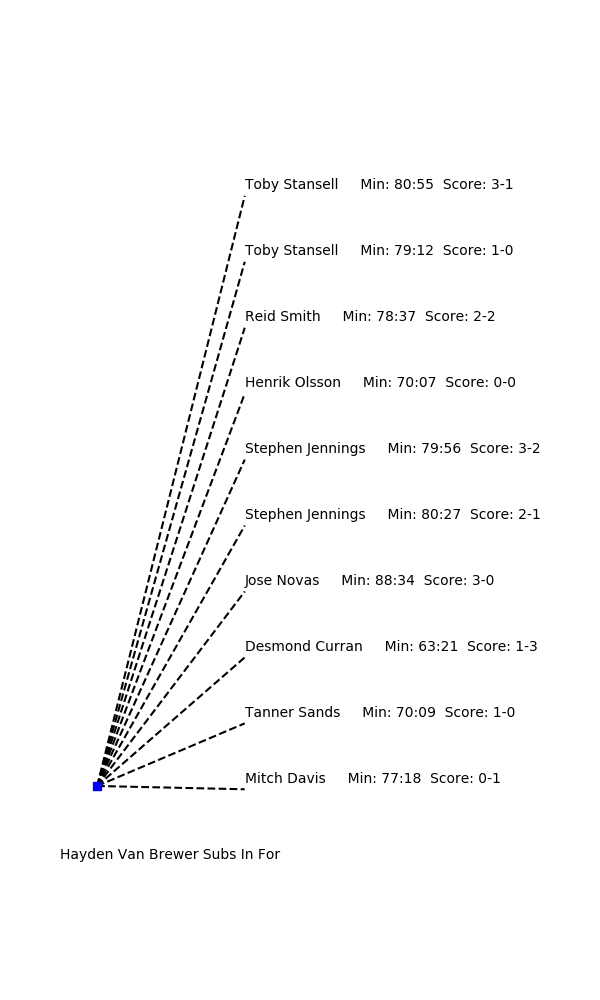 Toby Stansell Min: 80:55 Score: 3-1
Toby Stansell Min: 79:12 Score: 1-0
Reid Smith Min: 78:37 Score: 2-2
Henrik Olsson Min: 70:07 Score: 0-0
Stephen Jennings Min: 79:56 Score: 3-2
Stephen Jennings Min: 80:27 Score: 2-1
Jose Novas Min: 88:34 Score: 3-0
Desmond Curran Min: 63:21 Score: 1-3
Tanner Sands Min: 70:09 Score: 1-0
Mitch Davis Min: 77:18 Score: 0-1
Hayden Van Brewer Subs In For